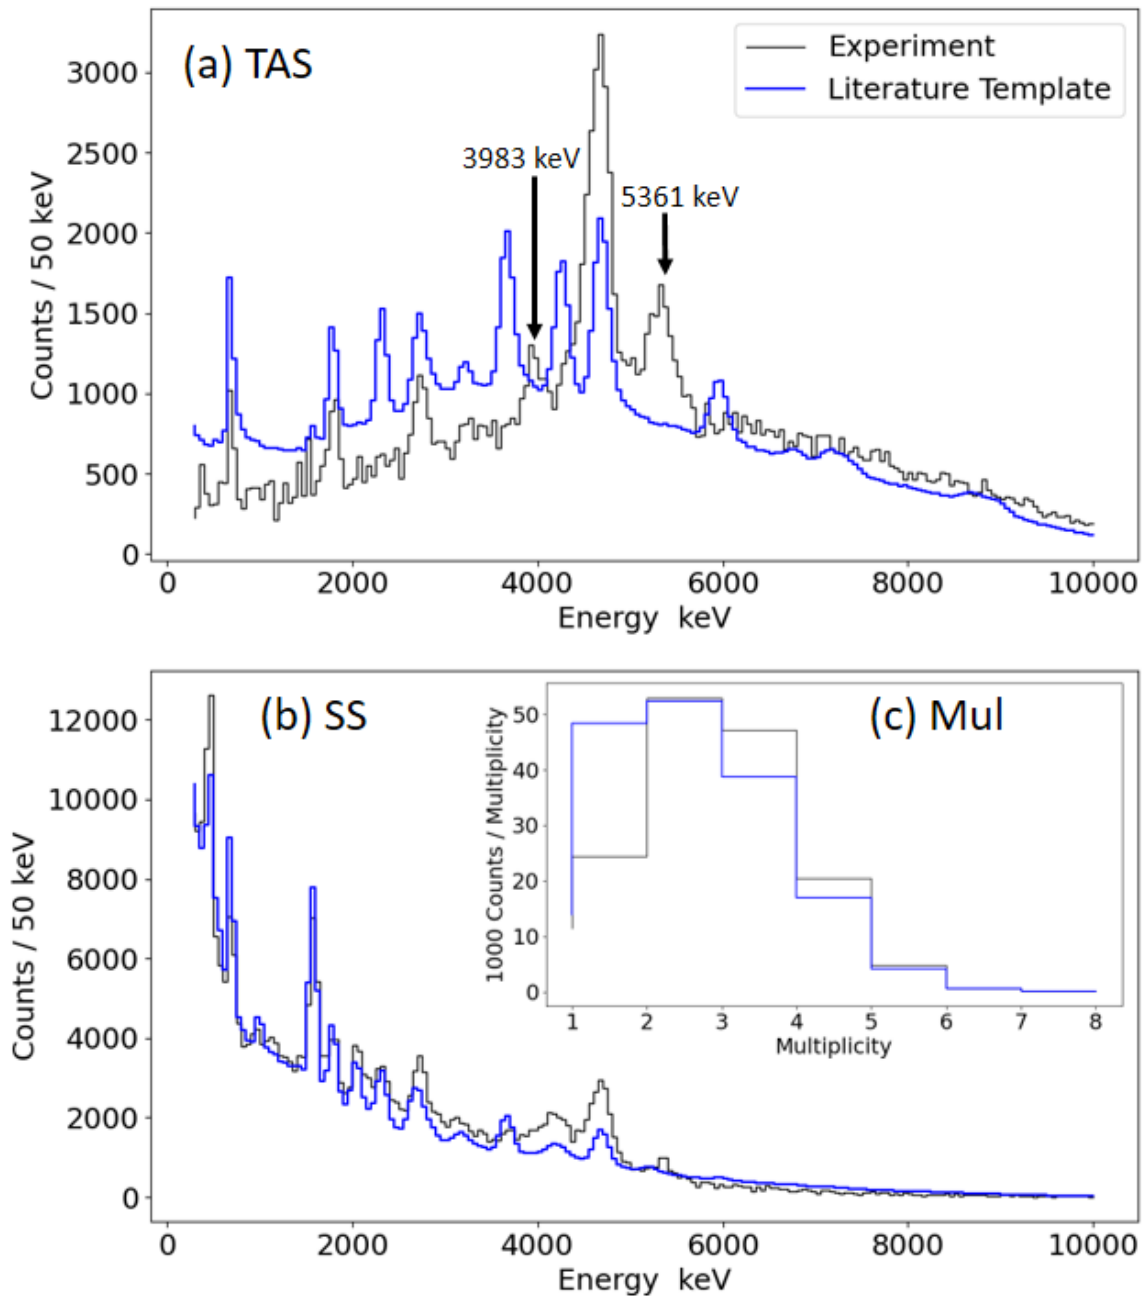 (a) TAS
Experiment
Literature Template
3983 keV
5361 keV
Counts / 50 keV
3000
2500
2000
1500
1000
500
0
0 2000 4000 6000 8000 10000
Energy keV
(b) SS
Counts / 50 keV
12000
10000
8000
6000
4000
2000
0
(c) Mul
1000 Counts / Multiplicity
50
40
30
20
10
0
1 2 3 4 5 6 7 8
Multiplicity
0 2000 4000 6000 8000 10000
Energy keV